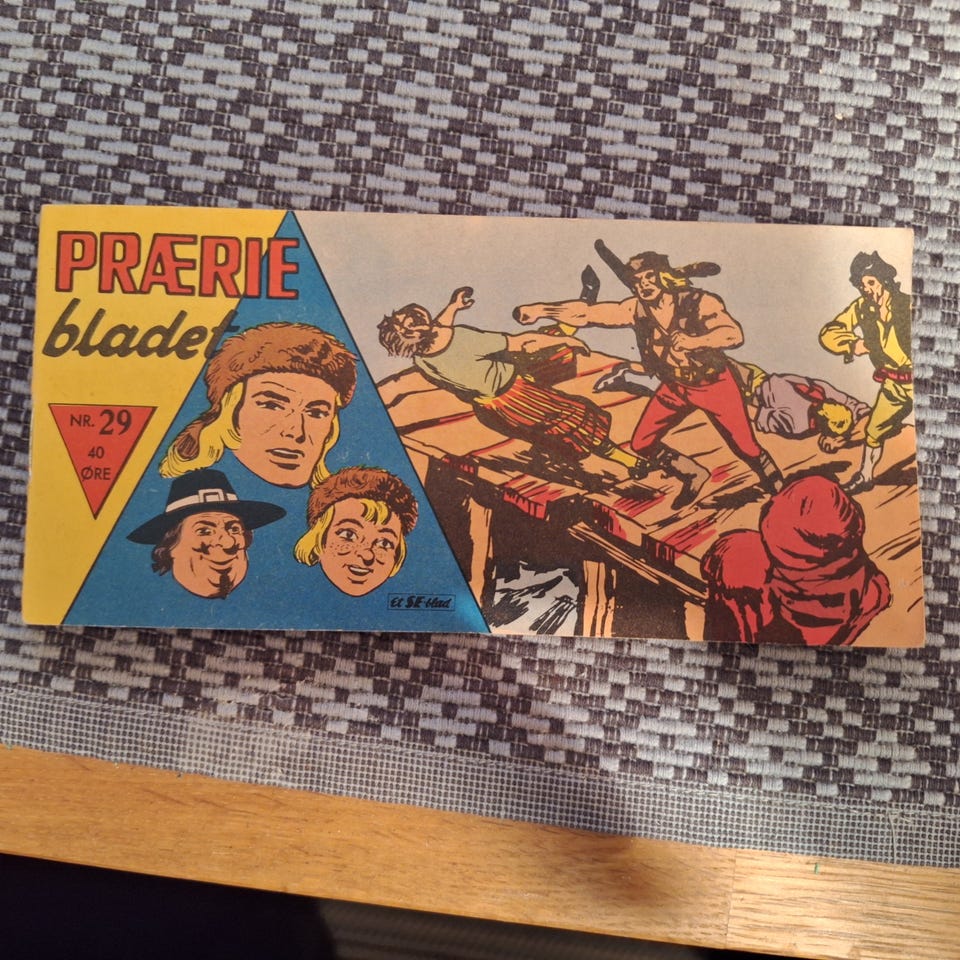 PRÆRIE
bladet
NR. 29
40
ØRE
Et SE-blad